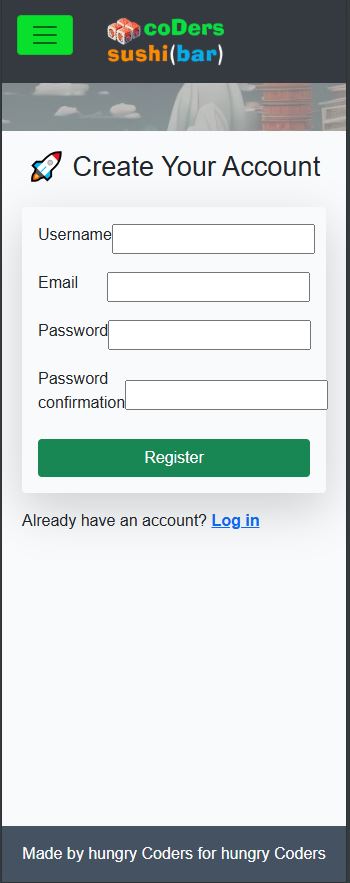 coDers
sushi(bar)
🚀 Create Your Account
Username
Email
Password
Password
confirmation
Register
Already have an account? Log in
Made by hungry Coders for hungry Coders